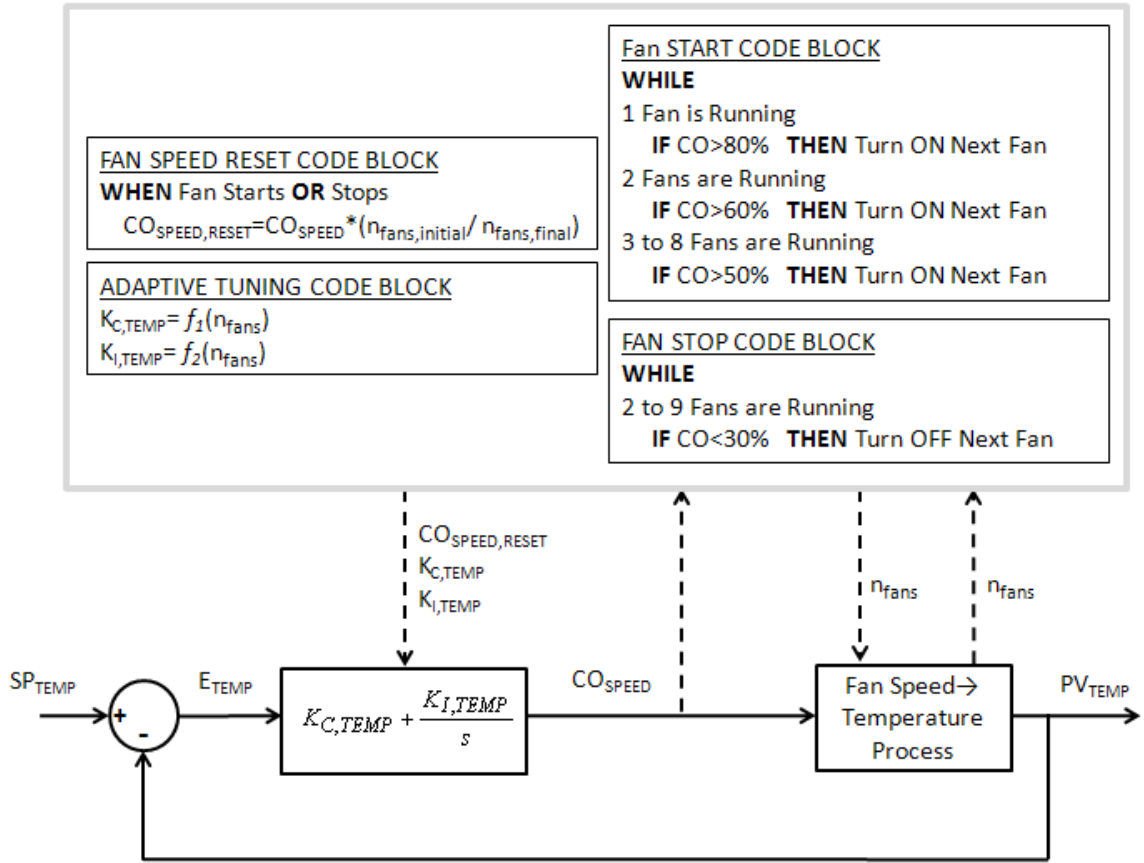 FAN SPEED RESET CODE BLOCK
WHEN Fan Starts OR Stops
CO_SPEED,RESET=CO_SPEED*(n_fans,initial/ n_fans,final)
ADAPTIVE TUNING CODE BLOCK
K_C,TEMP= f_1(n_fans)
K_I,TEMP= f_2(n_fans)
Fan START CODE BLOCK
WHILE
1 Fan is Running
IF CO>80% THEN Turn ON Next Fan
2 Fans are Running
IF CO>60% THEN Turn ON Next Fan
3 to 8 Fans are Running
IF CO>50% THEN Turn ON Next Fan
FAN STOP CODE BLOCK
WHILE
2 to 9 Fans are Running
IF CO<30% THEN Turn OFF Next Fan
CO_SPEED,RESET
K_C,TEMP
K_I,TEMP
n_fans
n_fans
SP_TEMP
+
-
E_TEMP
K_C,TEMP + K_I,TEMP / s
CO_SPEED
Fan Speed→
Temperature
Process
PV_TEMP